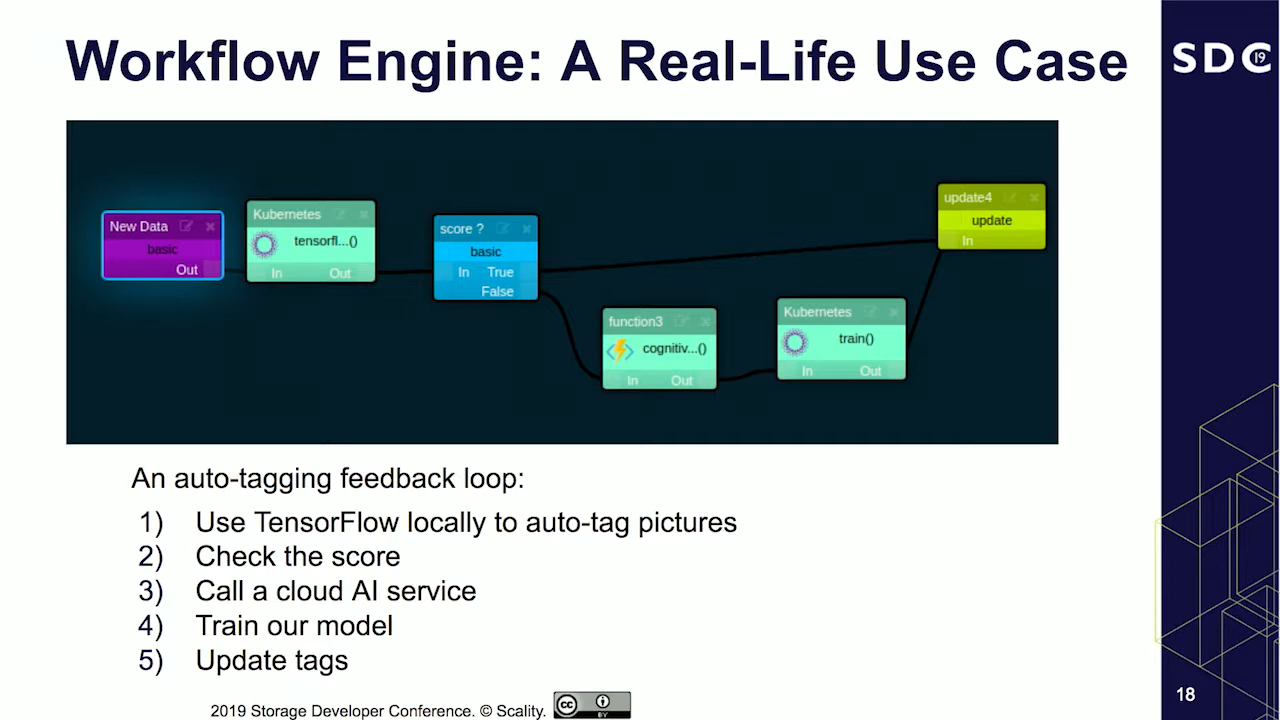 Workflow Engine: A Real-Life Use Case
SDC 19
New Data
basic
Out
Kubernetes
tensorfl...()
In Out
score ?
basic
In True
False
function3
cognitiv...()
In Out
Kubernetes
train()
In Out
update4
update
In
An auto-tagging feedback loop:
1) Use TensorFlow locally to auto-tag pictures
2) Check the score
3) Call a cloud AI service
4) Train our model
5) Update tags
2019 Storage Developer Conference. © Scality.
cc BY
18